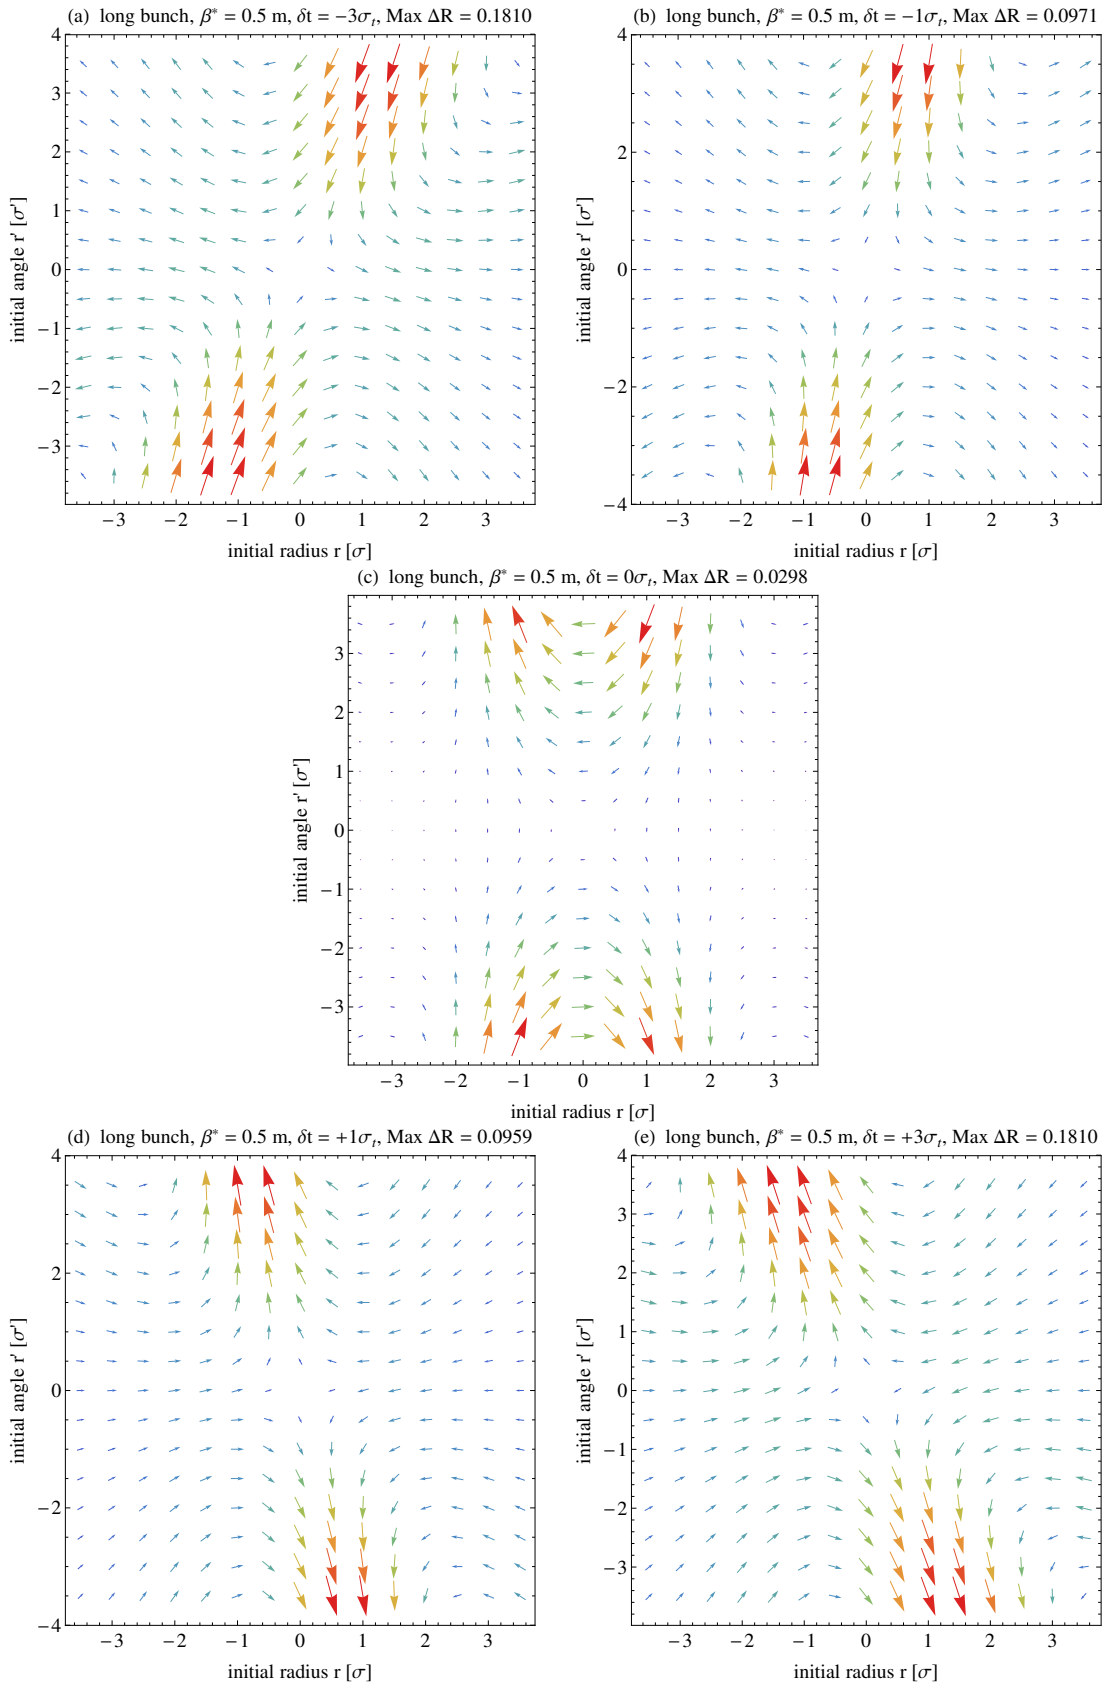 (a) long bunch, β* = 0.5 m, δt = −3σt, Max ΔR = 0.1810
4
3
2
1
0
−1
−2
−3
initial angle r' [σ']
−3 −2 −1 0 1 2 3
initial radius r [σ]
(b) long bunch, β* = 0.5 m, δt = −1σt, Max ΔR = 0.0971
4
2
0
−2
−4
initial angle r' [σ']
−3 −2 −1 0 1 2 3
initial radius r [σ]
(c) long bunch, β* = 0.5 m, δt = 0σt, Max ΔR = 0.0298
3
2
1
0
−1
−2
−3
initial angle r' [σ']
−3 −2 −1 0 1 2 3
initial radius r [σ]
(d) long bunch, β* = 0.5 m, δt = +1σt, Max ΔR = 0.0959
4
2
0
−2
−4
initial angle r' [σ']
−3 −2 −1 0 1 2 3
initial radius r [σ]
(e) long bunch, β* = 0.5 m, δt = +3σt, Max ΔR = 0.1810
4
3
2
1
0
−1
−2
−3
initial angle r' [σ']
−3 −2 −1 0 1 2 3
initial radius r [σ]